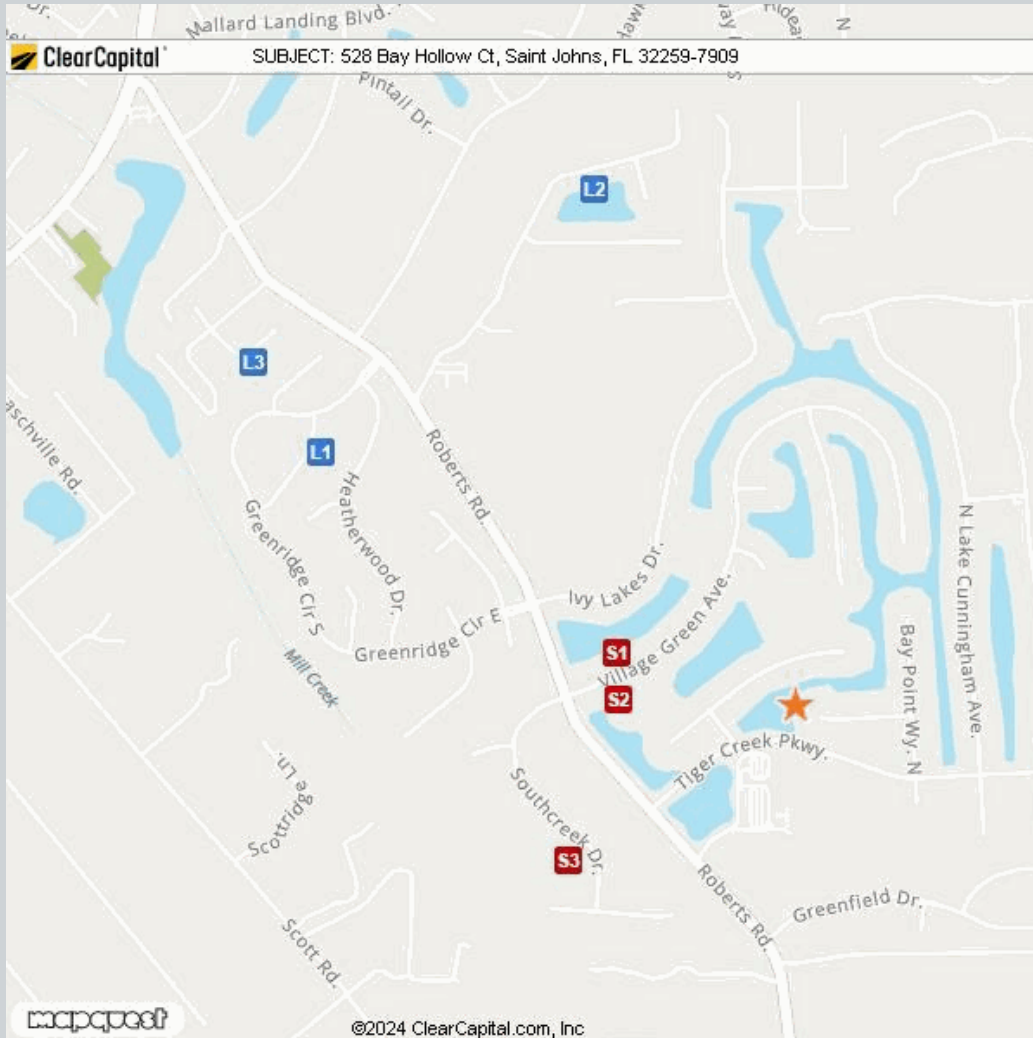 Mallard Landing Blvd.
ClearCapital
SUBJECT: 528 Bay Hollow Ct, Saint Johns, FL 32259-7909
Pintail Dr.
L2
L3
L1
Roberts Rd.
Heatherwood Dr.
Greenridge Cir S
Greenridge Cir E
Ivy Lakes Dr.
N Lake Cunningham Ave.
Village Green Ave.
Bay Point Wy. N
S1
S2
Mill Creek
Tiger Creek Pkwy.
Southcreek Dr.
S3
Scottridge Ln.
Scott Rd.
Roberts Rd.
Greenfield Dr.
mapquest
©2024 ClearCapital.com, Inc